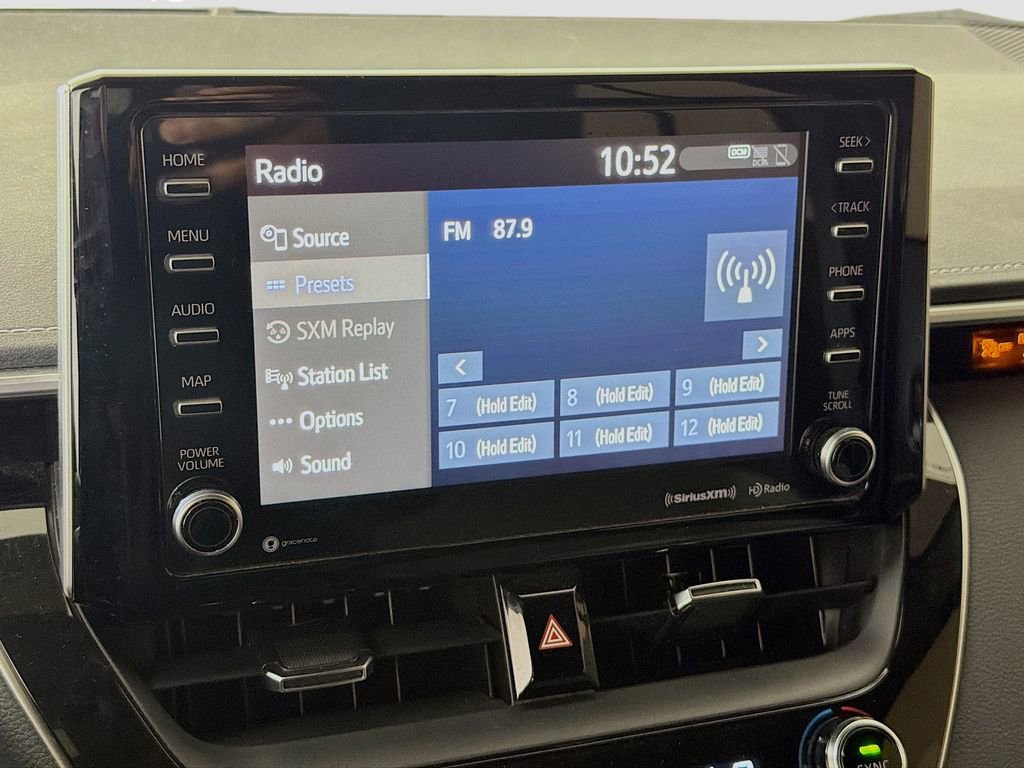 HOME
MENU
AUDIO
MAP
POWER
VOLUME
Radio
10:52
DCM
Source
Presets
SXM Replay
Station List
Options
Sound
FM 87.9
<
>
7 (Hold Edit)
8 (Hold Edit)
9 (Hold Edit)
10 (Hold Edit)
11 (Hold Edit)
12 (Hold Edit)
SEEK>
<TRACK
PHONE
APPS
TUNE
SCROLL
gracenote
SiriusXM
HD Radio
SYNC